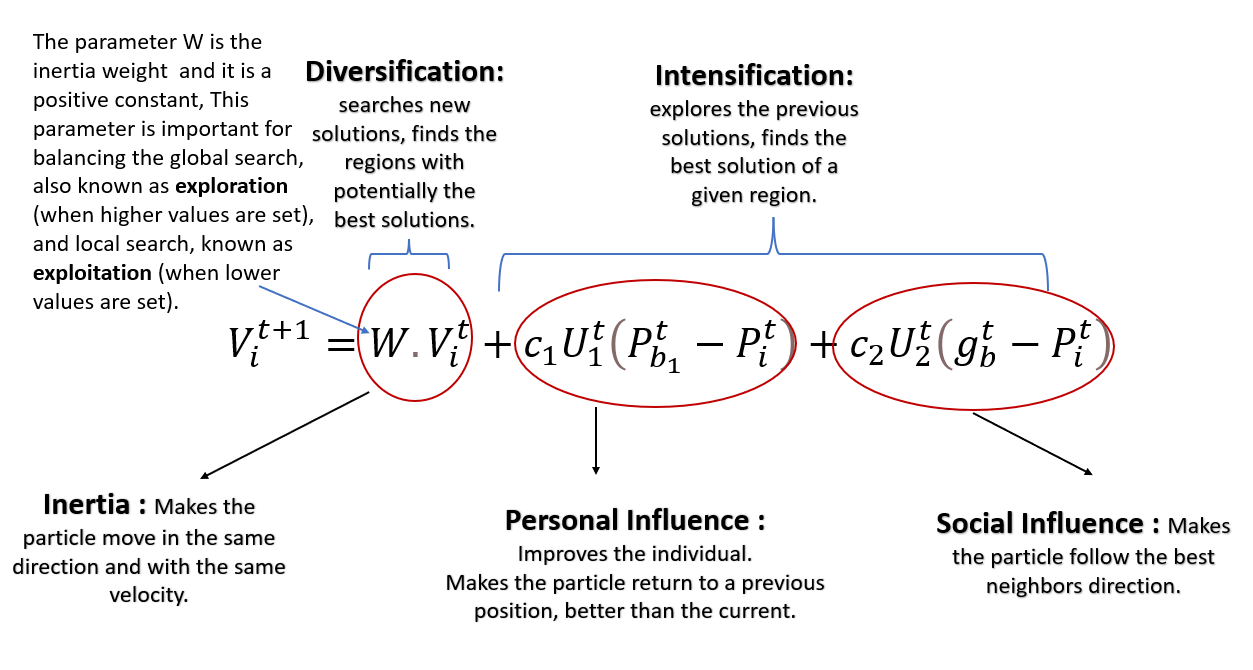 The parameter W is the
inertia weight  and it is a
positive constant, This
parameter is important for
balancing the global search,
also known as exploration
(when higher values are set),
and local search, known as
exploitation (when lower
values are set).
Diversification:
searches new
solutions, finds the
regions with
potentially the
best solutions.
Intensification:
explores the previous
solutions, finds the
best solution of a
given region.
V_i^{t+1} = W.V_i^t + c_1U_1^t(P_{b_1}^t − P_i^t) + c_2U_2^t(g_b^t − P_i^t)
Inertia : Makes the
particle move in the same
direction and with the same
velocity.
Personal Influence :
Improves the individual.
Makes the particle return to a previous
position, better than the current.
Social Influence : Makes
the particle follow the best
neighbors direction.